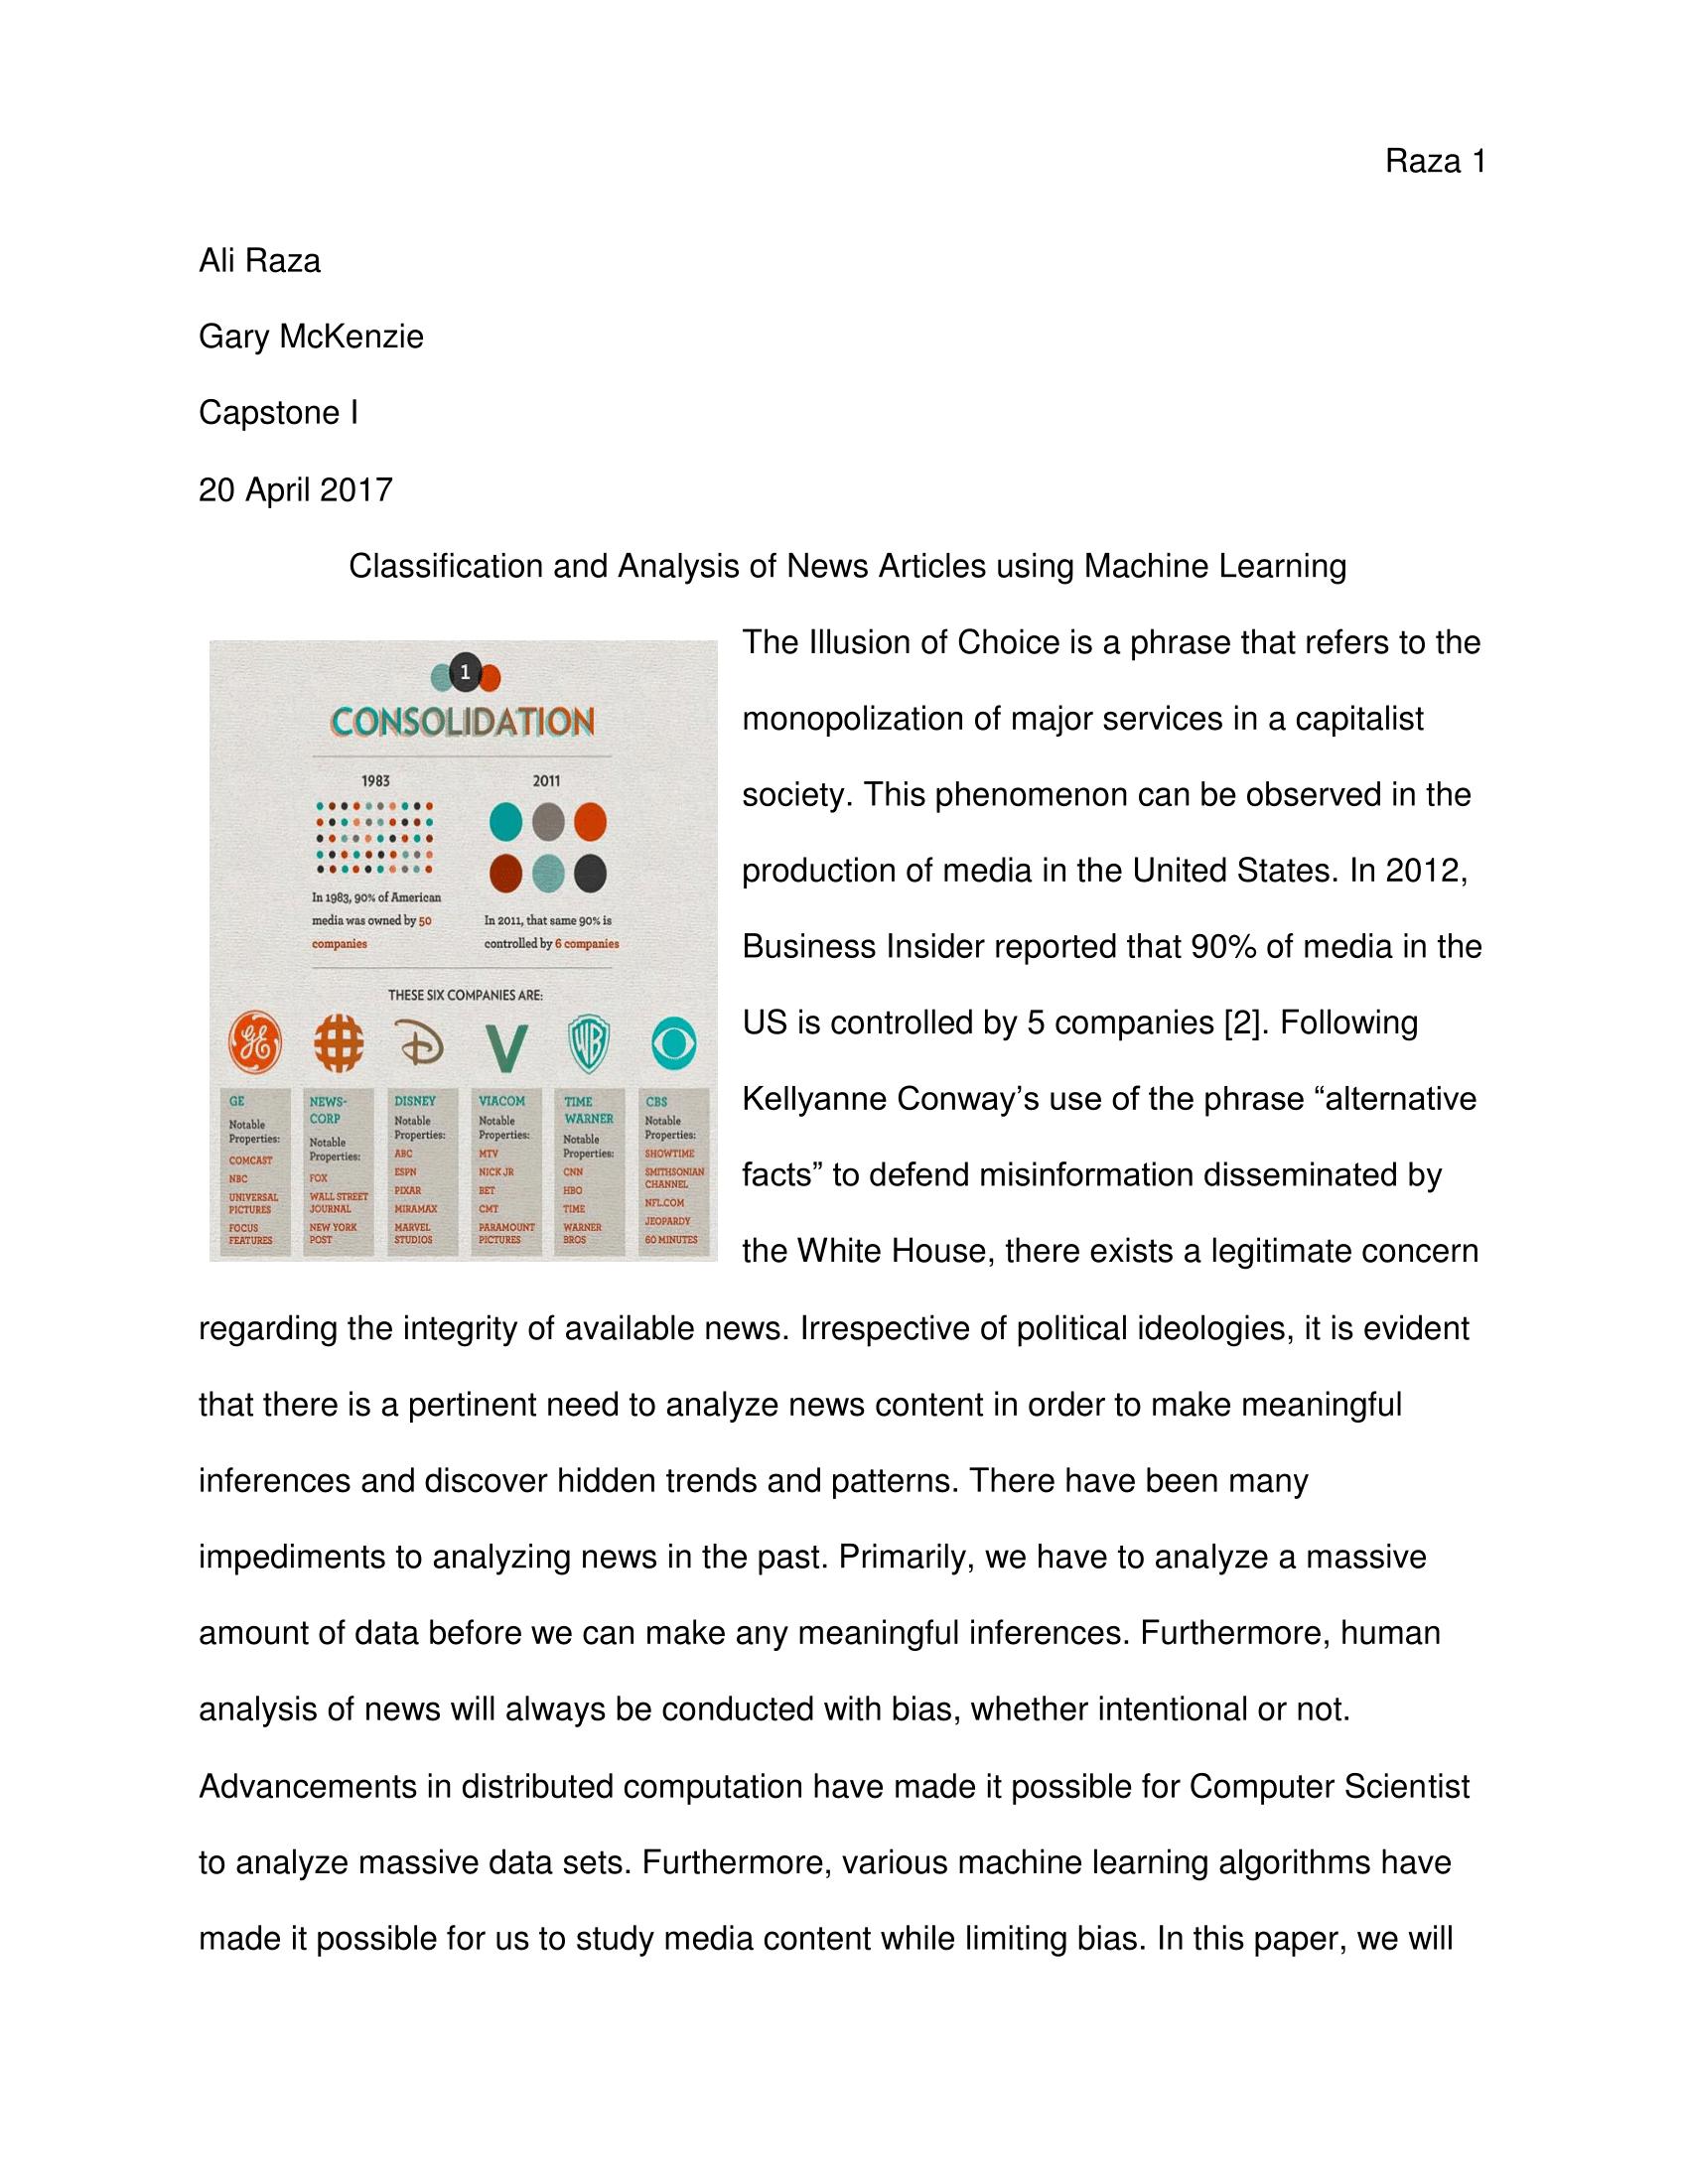 Raza 1
Ali Raza
Gary McKenzie
Capstone I
20 April 2017
Classification and Analysis of News Articles using Machine Learning
1
CONSOLIDATION
1983
In 1983, 90% of American
media was owned by 50
companies
2011
In 2011, that same 90% is
controlled by 6 companies
THESE SIX COMPANIES ARE:
GE
Notable
Properties:
COMCAST
NBC
UNIVERSAL
PICTURES
FOCUS
FEATURES
NEWS-
CORP
Notable
Properties:
FOX
WALL STREET
JOURNAL
NEW YORK
POST
D
DISNEY
Notable
Properties:
ABC
ESPN
PIXAR
MIRAMAX
MARVEL
STUDIOS
V
VIACOM
Notable
Properties:
MTV
NICK JR
BET
CMT
PARAMOUNT
PICTURES
WB
TIME
WARNER
Notable
Properties:
CNN
HBO
TIME
WARNER
BROS
CBS
Notable
Properties:
SHOWTIME
SMITHSONIAN
CHANNEL
NFL.COM
JEOPARDY
60 MINUTES
The Illusion of Choice is a phrase that refers to the
monopolization of major services in a capitalist
society. This phenomenon can be observed in the
production of media in the United States. In 2012,
Business Insider reported that 90% of media in the
US is controlled by 5 companies [2]. Following
Kellyanne Conway’s use of the phrase “alternative
facts” to defend misinformation disseminated by
the White House, there exists a legitimate concern
regarding the integrity of available news. Irrespective of political ideologies, it is evident
that there is a pertinent need to analyze news content in order to make meaningful
inferences and discover hidden trends and patterns. There have been many
impediments to analyzing news in the past. Primarily, we have to analyze a massive
amount of data before we can make any meaningful inferences. Furthermore, human
analysis of news will always be conducted with bias, whether intentional or not.
Advancements in distributed computation have made it possible for Computer Scientist
to analyze massive data sets. Furthermore, various machine learning algorithms have
made it possible for us to study media content while limiting bias. In this paper, we will